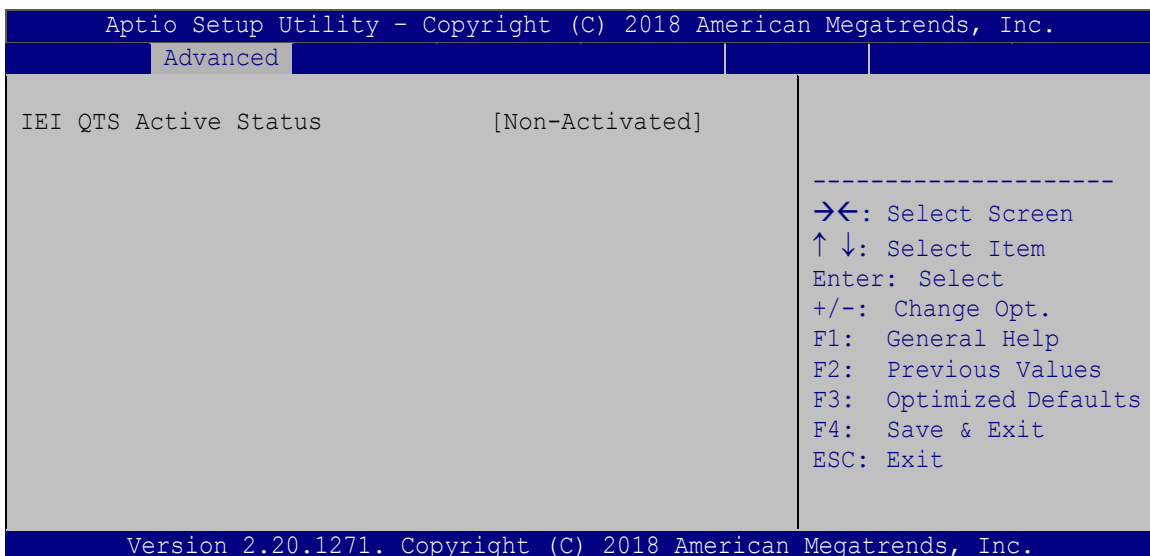 Aptio Setup Utility – Copyright (C) 2018 American Megatrends, Inc.
Advanced
IEI QTS Active Status [Non-Activated]
---------------------
→←: Select Screen
↑ ↓: Select Item
Enter: Select
+/-: Change Opt.
F1: General Help
F2: Previous Values
F3: Optimized Defaults
F4: Save & Exit
ESC: Exit
Version 2.20.1271. Copyright (C) 2018 American Megatrends, Inc.